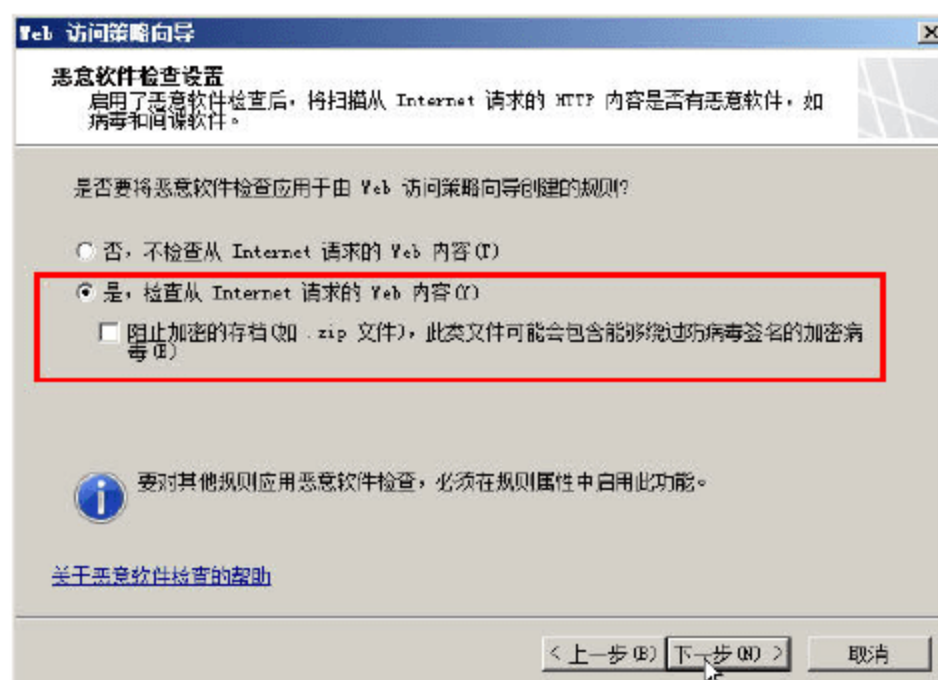 Web 访问策略向导
恶意软件检查设置
启用了恶意软件检查后，将扫描从 Internet 请求的 HTTP 内容是否有恶意软件，如
病毒和间谍软件。
是否要将恶意软件检查应用于由 Web 访问策略向导创建的规则?
否，不检查从 Internet 请求的 Web 内容(T)
是，检查从 Internet 请求的 Web 内容(Y)
阻止加密的存档(如 .zip 文件)，此类文件可能会包含能够绕过防病毒签名的加密病
毒(E)
要对其他规则应用恶意软件检查，必须在规则属性中启用此功能。
关于恶意软件检查的帮助
< 上一步(B)
下一步(N) >
取消